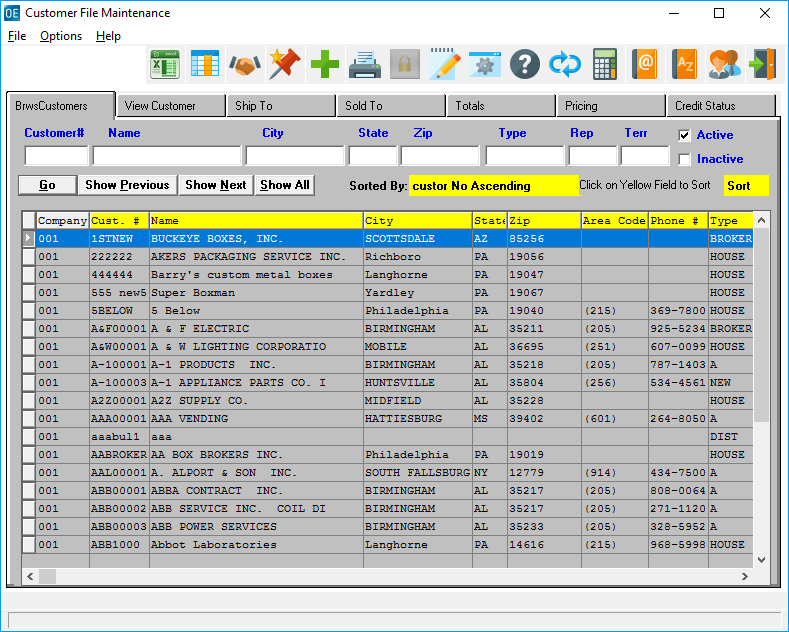 OE Customer File Maintenance
File Options Help
BrwsCustomers View Customer Ship To Sold To Totals Pricing Credit Status
Customer# Name City State Zip Type Rep Terr Active
Inactive
Go Show Previous Show Next Show All Sorted By: custor No Ascending Click on Yellow Field to Sort Sort
Company Cust. # Name City State Zip Area Code Phone # Type
001 1STNEW BUCKEYE BOXES, INC. SCOTTSDALE AZ 85256 BROKER
001 222222 AKERS PACKAGING SERVICE INC. Richboro PA 19056 HOUSE
001 444444 Barry's custom metal boxes Langhorne PA 19047 HOUSE
001 555 new5 Super Boxman Yardley PA 19067 HOUSE
001 5BELOW 5 Below Philadelphia PA 19040 (215) 369-7800 HOUSE
001 A&F00001 A & F ELECTRIC BIRMINGHAM AL 35211 (205) 925-5234 BROKER
001 A&W00001 A & W LIGHTING CORPORATIO MOBILE AL 36695 (251) 607-0099 HOUSE
001 A-100001 A-1 PRODUCTS INC. BIRMINGHAM AL 35218 (205) 787-1403 A
001 A-100003 A-1 APPLIANCE PARTS CO. I HUNTSVILLE AL 35804 (256) 534-4561 NEW
001 A2Z00001 A2Z SUPPLY CO. MIDFIELD AL 35228 HOUSE
001 AAA00001 AAA VENDING HATTIESBURG MS 39402 (601) 264-8050 A
001 aaabul1 aaa DIST
001 AABROKER AA BOX BROKERS INC. Philadelphia PA 19019 HOUSE
001 AAL00001 A. ALPORT & SON INC. SOUTH FALLSBURG NY 12779 (914) 434-7500 A
001 ABB00001 ABBA CONTRACT INC. BIRMINGHAM AL 35217 (205) 808-0064 A
001 ABB00002 ABB SERVICE INC. COIL DI BIRMINGHAM AL 35217 (205) 271-1120 A
001 ABB00003 ABB POWER SERVICES BIRMINGHAM AL 35233 (205) 328-5952 A
001 ABB1000 Abbot Laboratories Langhorne PA 14616 (215) 968-5998 HOUSE